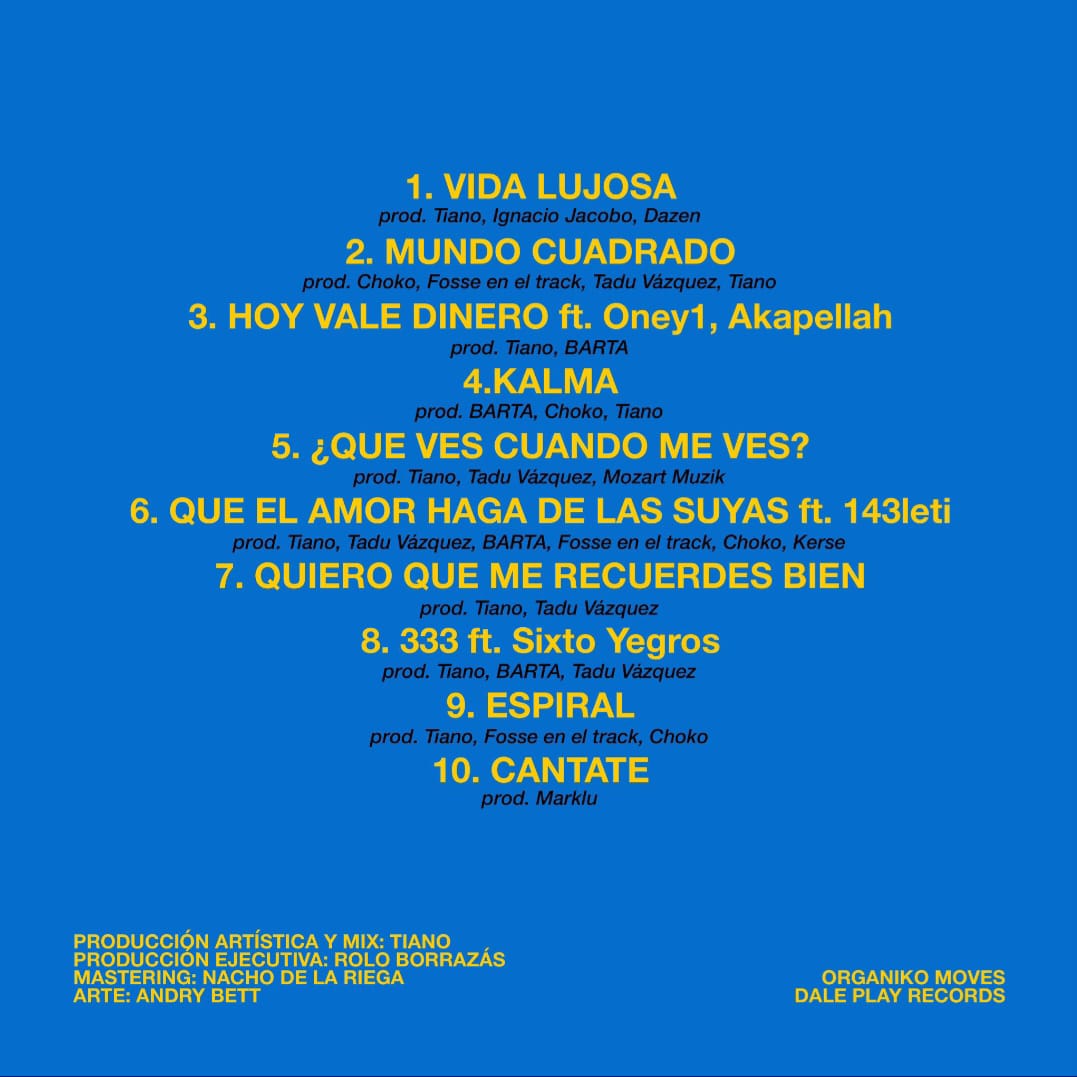 1. VIDA LUJOSA
prod. Tiano, Ignacio Jacobo, Dazen
2. MUNDO CUADRADO
prod. Choko, Fosse en el track, Tadu Vázquez, Tiano
3. HOY VALE DINERO ft. Oney1, Akapellah
prod. Tiano, BARTA
4.KALMA
prod. BARTA, Choko, Tiano
5. ¿QUE VES CUANDO ME VES?
prod. Tiano, Tadu Vázquez, Mozart Muzik
6. QUE EL AMOR HAGA DE LAS SUYAS ft. 143leti
prod. Tiano, Tadu Vázquez, BARTA, Fosse en el track, Choko, Kerse
7. QUIERO QUE ME RECUERDES BIEN
prod. Tiano, Tadu Vázquez
8. 333 ft. Sixto Yegros
prod. Tiano, BARTA, Tadu Vázquez
9. ESPIRAL
prod. Tiano, Fosse en el track, Choko
10. CANTATE
prod. Marklu
PRODUCCIÓN ARTÍSTICA Y MIX: TIANO
PRODUCCIÓN EJECUTIVA: ROLO BORRAZÁS
MASTERING: NACHO DE LA RIEGA
ARTE: ANDRY BETT
ORGANIKO MOVES
DALE PLAY RECORDS